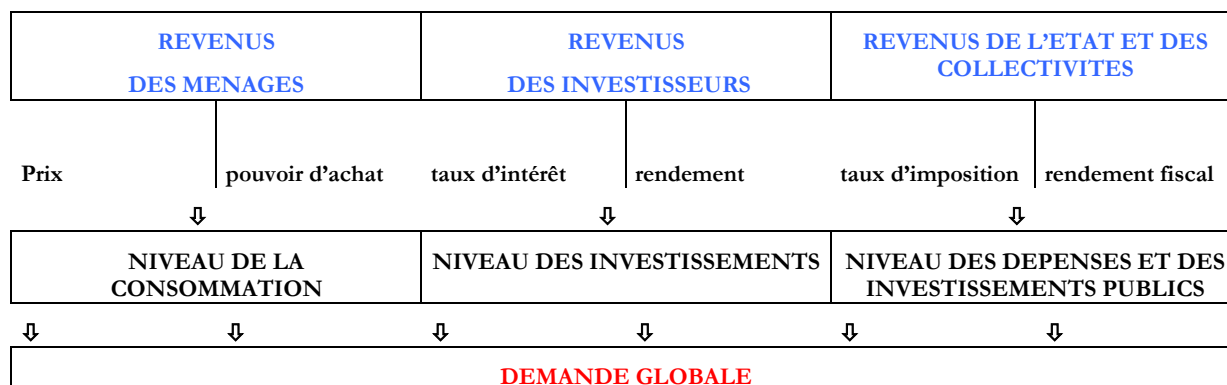 REVENUS
DES MENAGES
REVENUS
DES INVESTISSEURS
REVENUS DE L’ETAT ET DES
COLLECTIVITES
Prix
pouvoir d’achat
taux d’intérêt
rendement
taux d’imposition
rendement fiscal
NIVEAU DE LA
CONSOMMATION
NIVEAU DES INVESTISSEMENTS
NIVEAU DES DEPENSES ET DES
INVESTISSEMENTS PUBLICS
DEMANDE GLOBALE